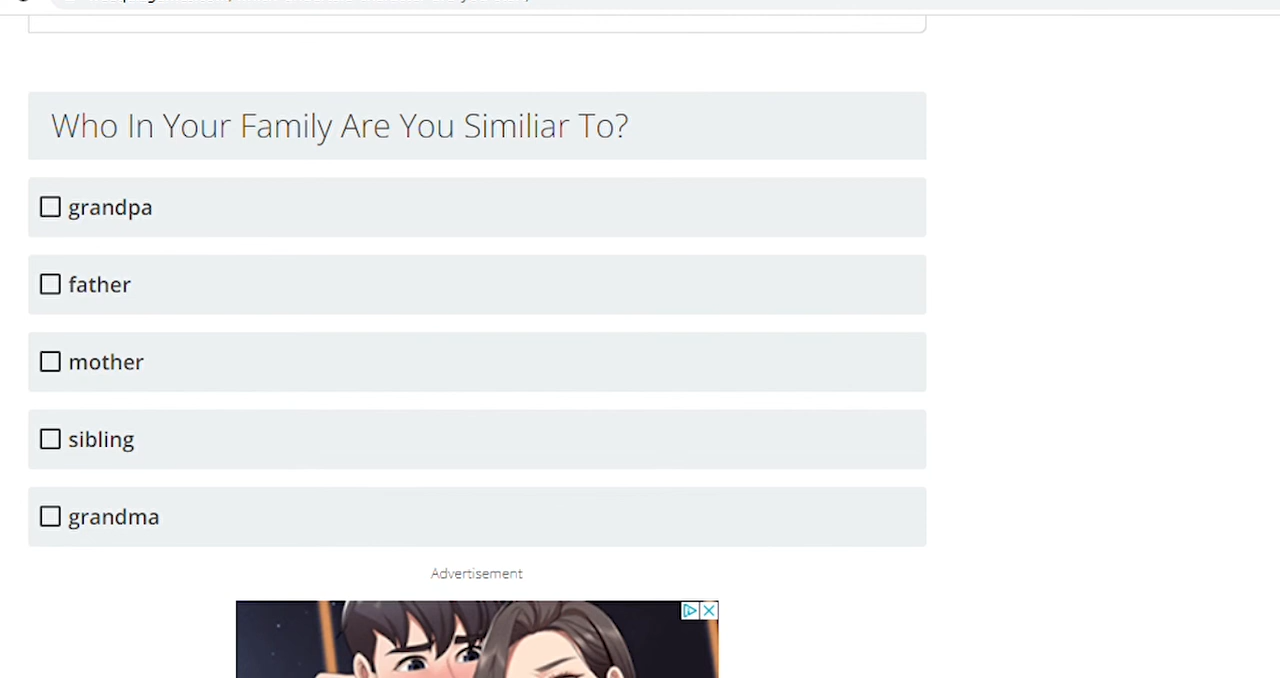 Who In Your Family Are You Similiar To?
grandpa
father
mother
sibling
grandma
Advertisement